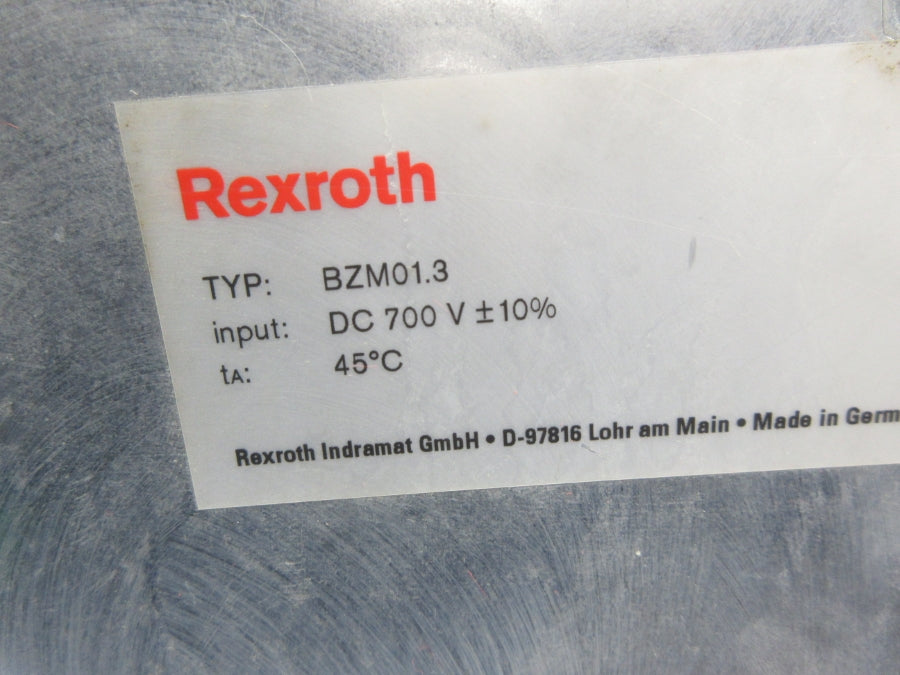 Rexroth
TYP: BZM01.3
input: DC 700 V ±10%
tA: 45°C
Rexroth Indramat GmbH • D-97816 Lohr am Main • Made in Germ